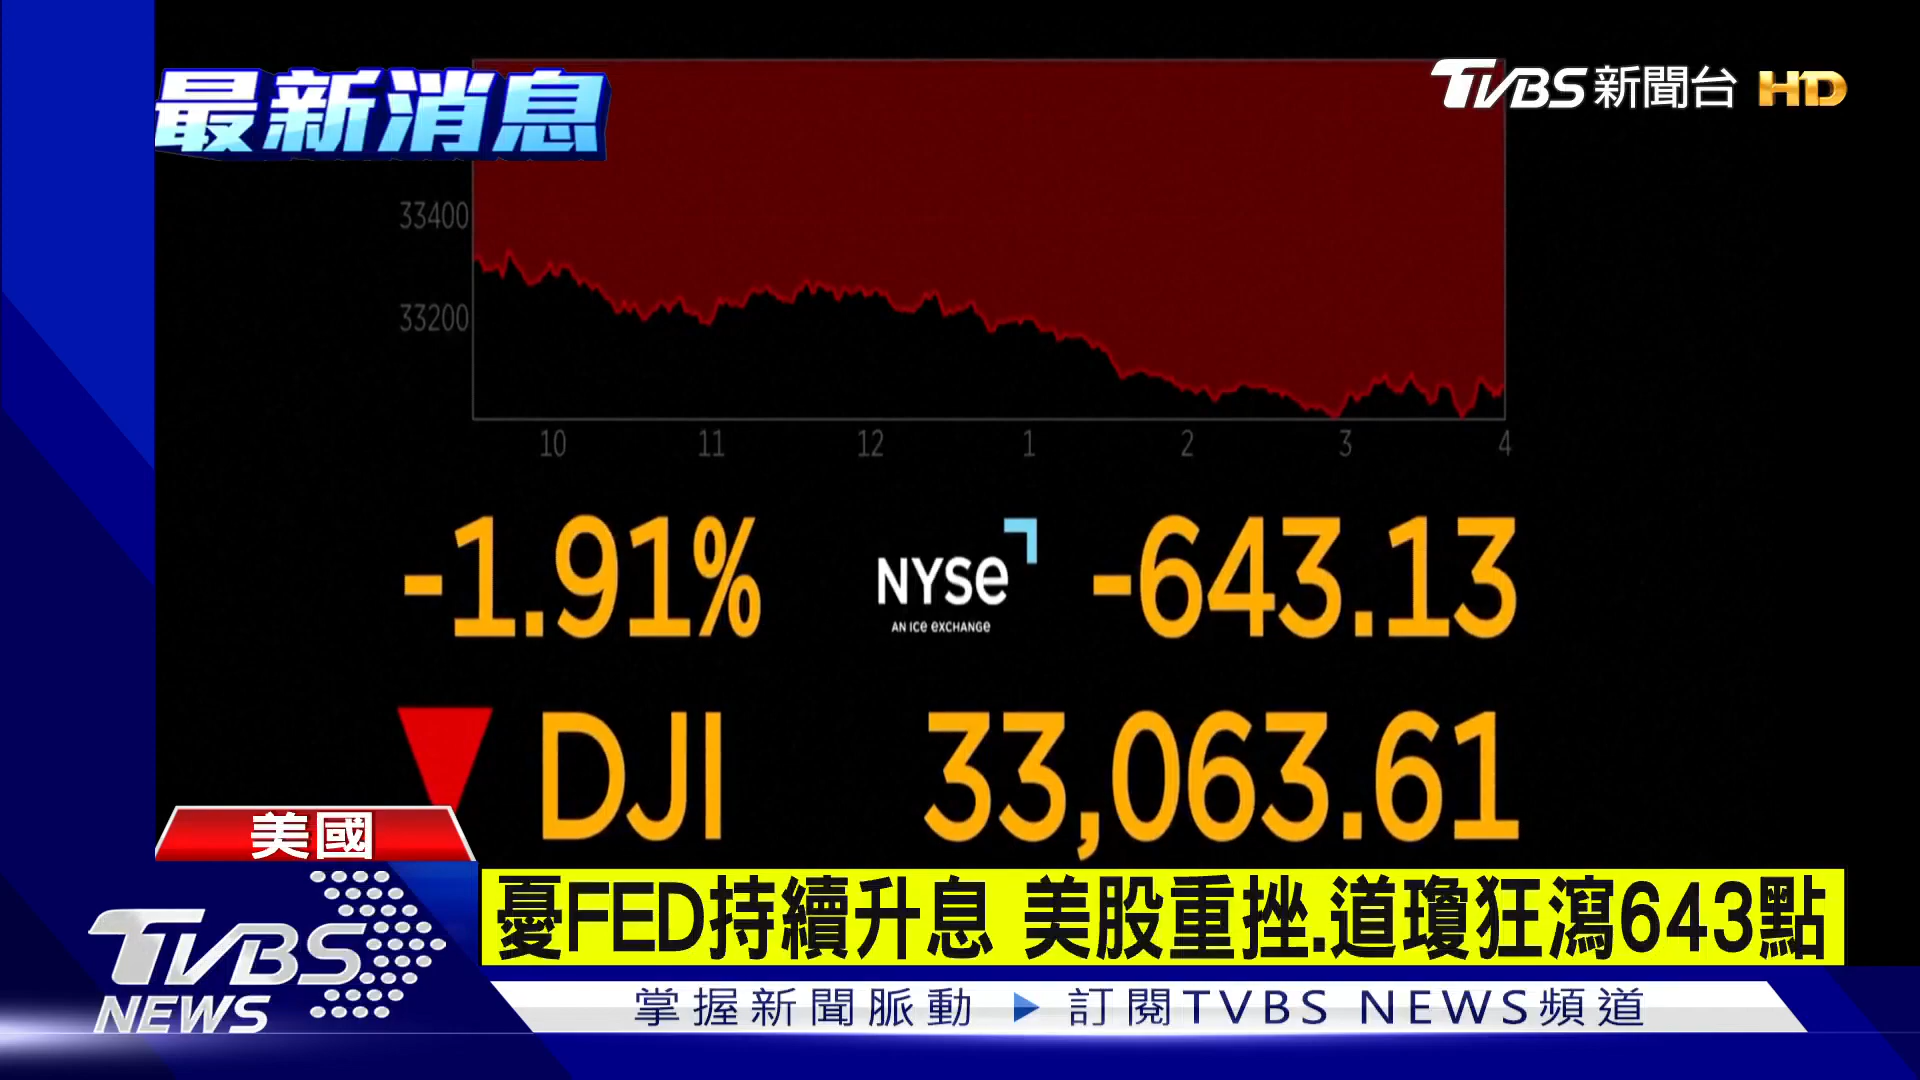 最新消息
TVBS新聞台 HD
33400
33200
10 11 12 1 2 3 4
-1.91% NYSE -643.13
AN ICE EXCHANGE
DJI 33,063.61
美國
憂FED持續升息 美股重挫.道瓊狂瀉643點
TVBS
NEWS
掌握新聞脈動 ▶ 訂閱TVBS NEWS頻道